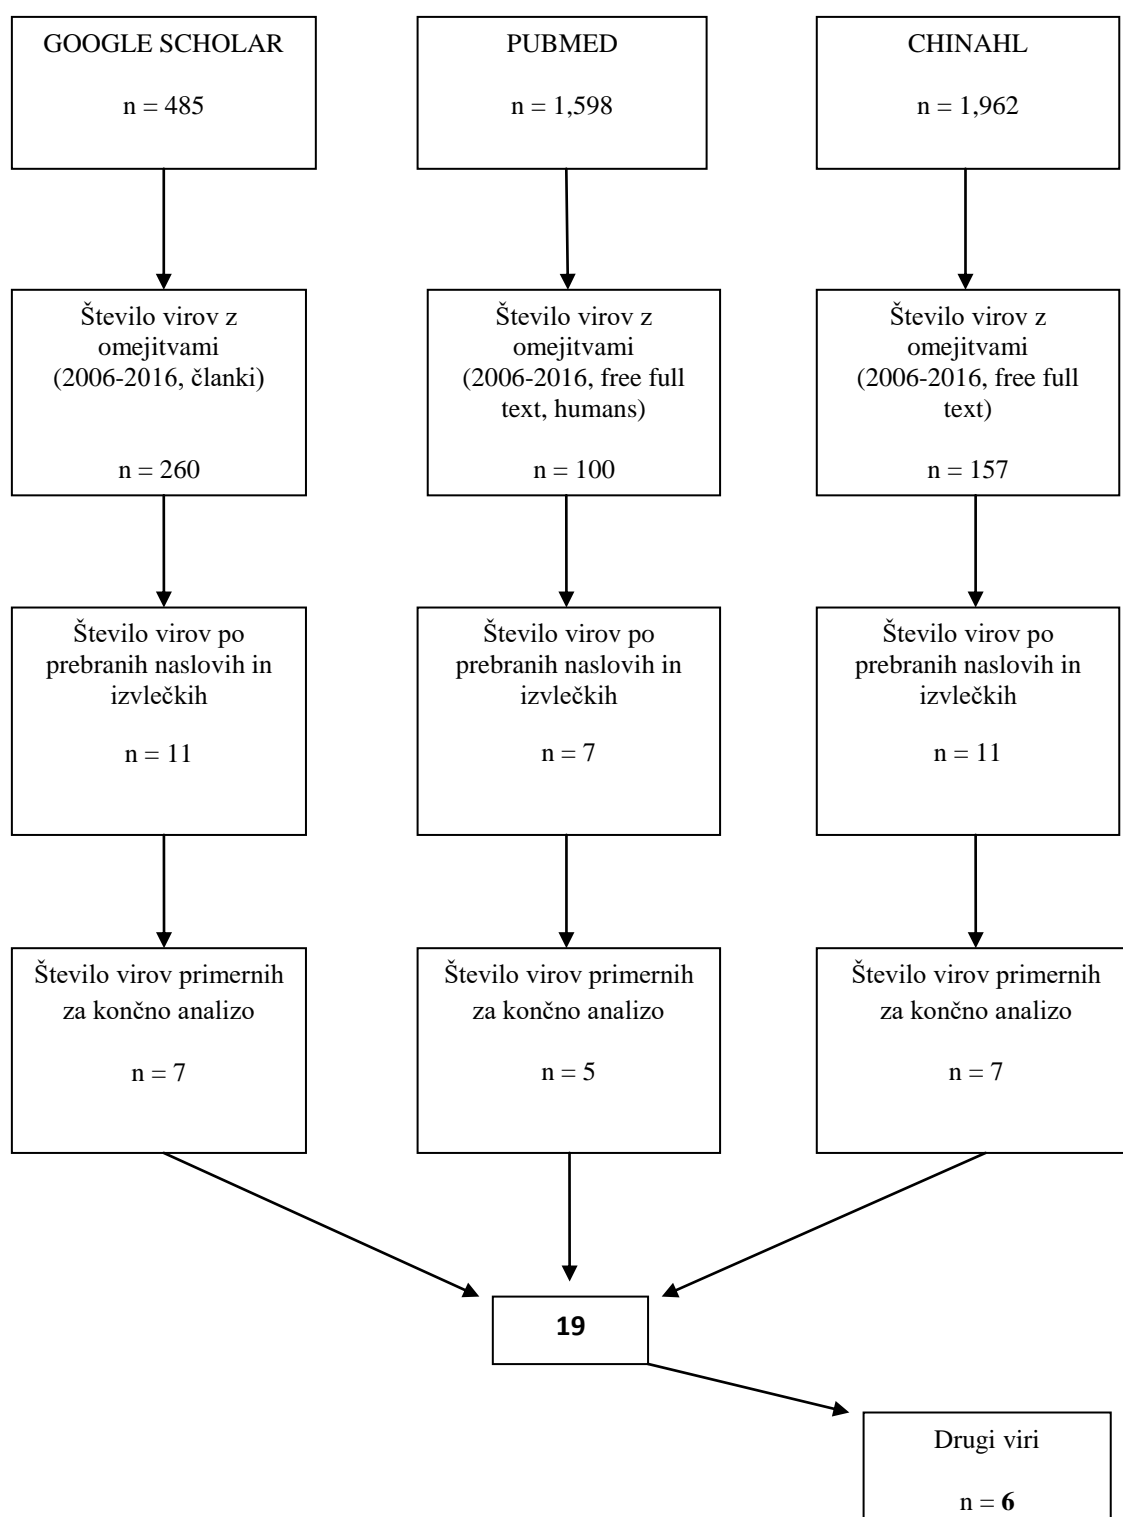 GOOGLE SCHOLAR
n = 485
PUBMED
n = 1,598
CHINAHL
n = 1,962
Število virov z
omejitvami
(2006-2016, članki)
n = 260
Število virov z
omejitvami
(2006-2016, free full
text, humans)
n = 100
Število virov z
omejitvami
(2006-2016, free full
text)
n = 157
Število virov po
prebranih naslovih in
izvlečkih
n = 11
Število virov po
prebranih naslovih in
izvlečkih
n = 7
Število virov po
prebranih naslovih in
izvlečkih
n = 11
Število virov primernih
za končno analizo
n = 7
Število virov primernih
za končno analizo
n = 5
Število virov primernih
za končno analizo
n = 7
19
Drugi viri
n = 6